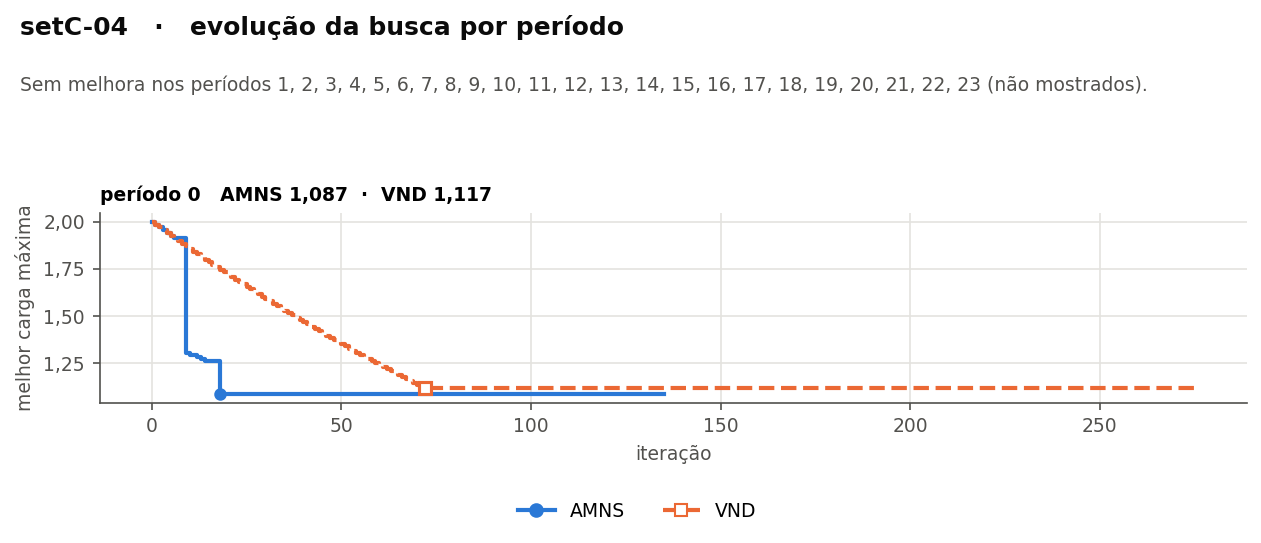 setC-04 · evolução da busca por período
Sem melhora nos períodos 1, 2, 3, 4, 5, 6, 7, 8, 9, 10, 11, 12, 13, 14, 15, 16, 17, 18, 19, 20, 21, 22, 23 (não mostrados).
período 0 AMNS 1,087 · VND 1,117
melhor carga máxima
2,00
1,75
1,50
1,25
0 50 100 150 200 250
iteração
AMNS VND